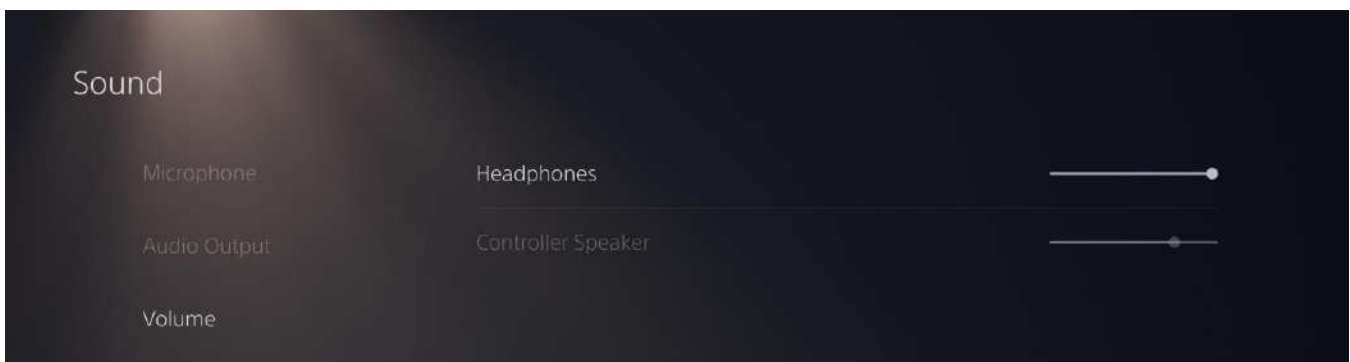 Sound
Microphone
Headphones
Audio Output
Controller Speaker
Volume